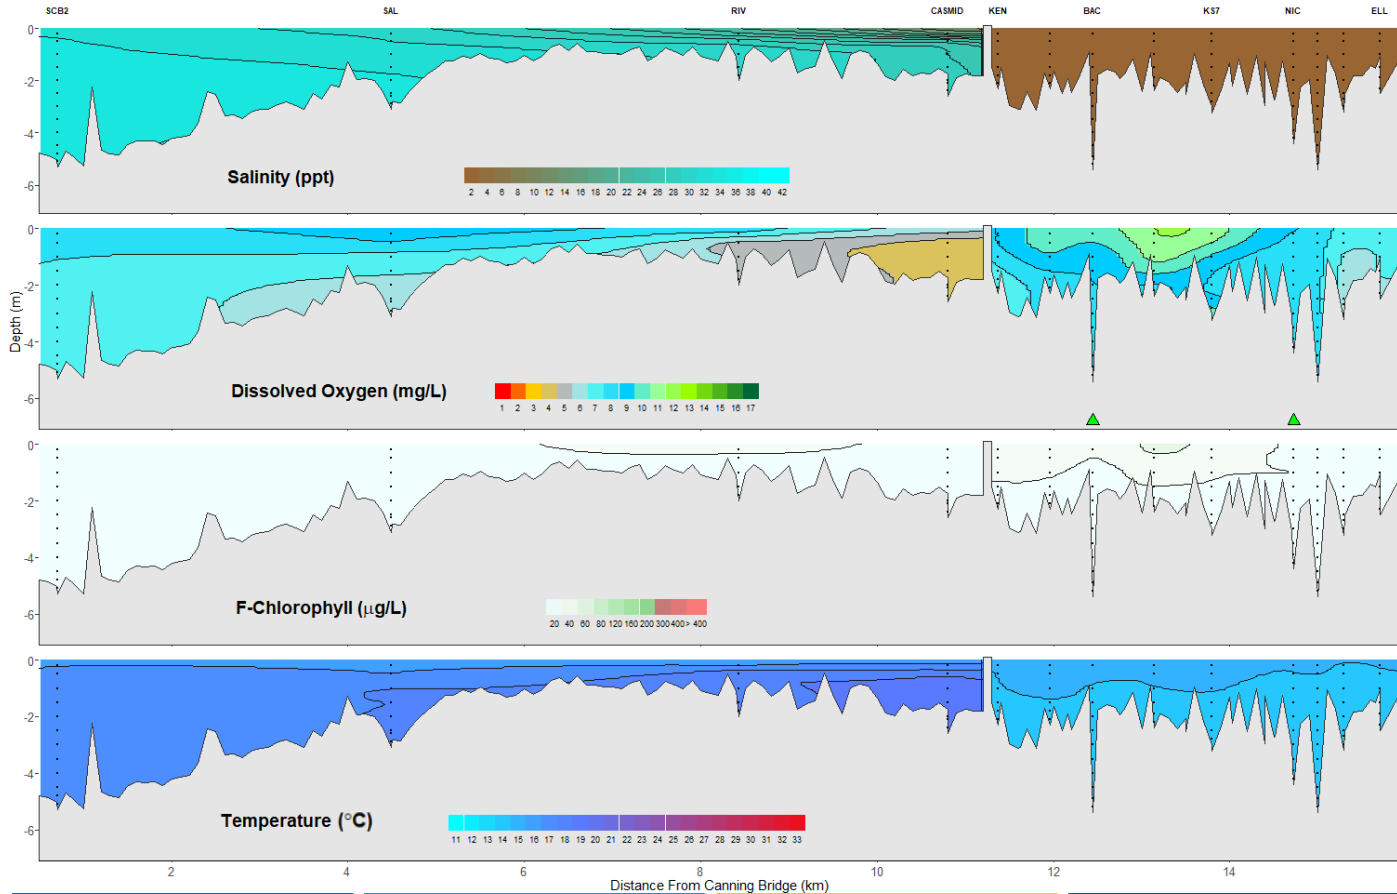 SCB2 SAL RIV CASMID KEN BAC KS7 NIC ELL
0
-2
-4
-6
Salinity (ppt)
2 4 6 8 10 12 14 16 18 20 22 24 26 28 30 32 34 36 38 40 42
0
-2
-4
-6
Depth (m)
Dissolved Oxygen (mg/L)
1 2 3 4 5 6 7 8 9 10 11 12 13 14 15 16 17
0
-2
-4
-6
F-Chlorophyll (μg/L)
20 40 60 80 120 160 200 300 400 > 400
0
-2
-4
-6
Temperature (°C)
11 12 13 14 15 16 17 18 19 20 21 22 23 24 25 26 27 28 29 30 31 32 33
2 4 6 8 10 12 14
Distance From Canning Bridge (km)